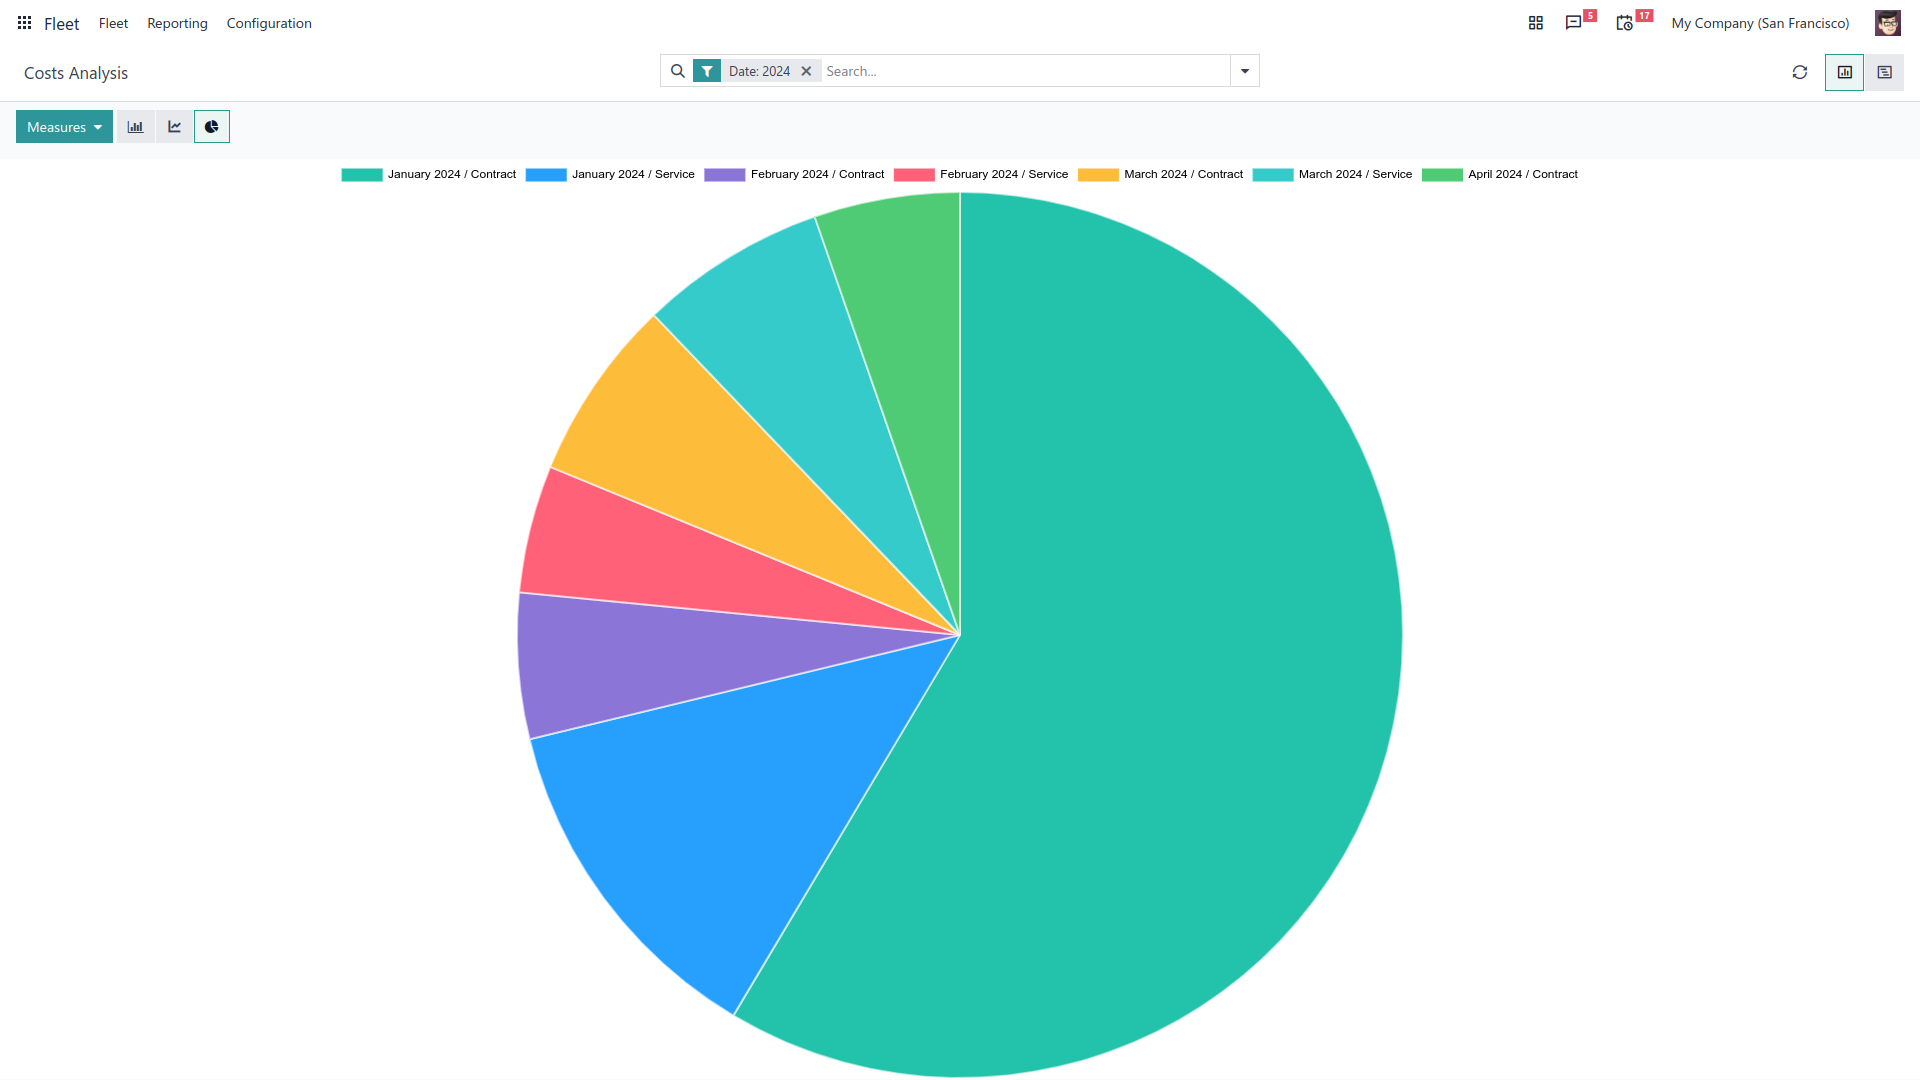 Fleet Fleet Reporting Configuration 5 17 My Company (San Francisco)
Costs Analysis Date: 2024 Search...
Measures
January 2024 / Contract January 2024 / Service February 2024 / Contract February 2024 / Service March 2024 / Contract March 2024 / Service April 2024 / Contract